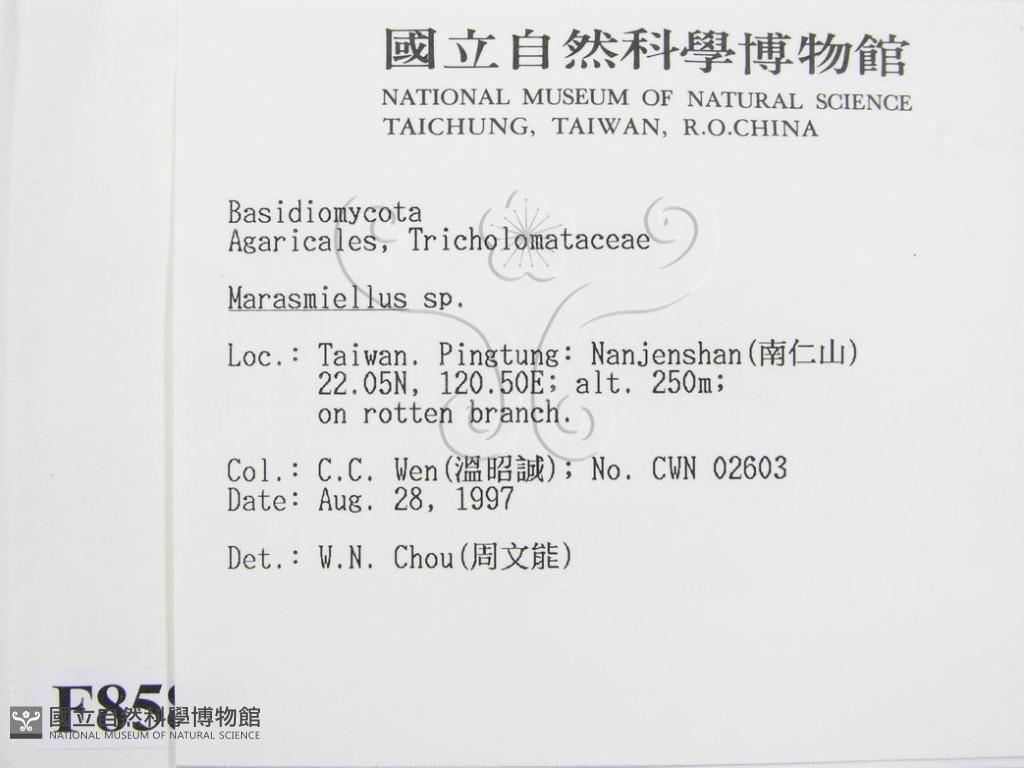 國立自然科學博物館
NATIONAL MUSEUM OF NATURAL SCIENCE
TAICHUNG, TAIWAN, R.O.CHINA
Basidiomycota
Agaricales, Tricholomataceae
Marasmiellus sp.
Loc.: Taiwan. Pingtung: Nanjenshan(南仁山)
22.05N, 120.50E; alt. 250m;
on rotten branch.
Col.: C.C. Wen(溫昭誠); No. CWN 02603
Date: Aug. 28, 1997
Det.: W.N. Chou(周文能)
國立自然科學博物館
NATIONAL MUSEUM OF NATURAL SCIENCE